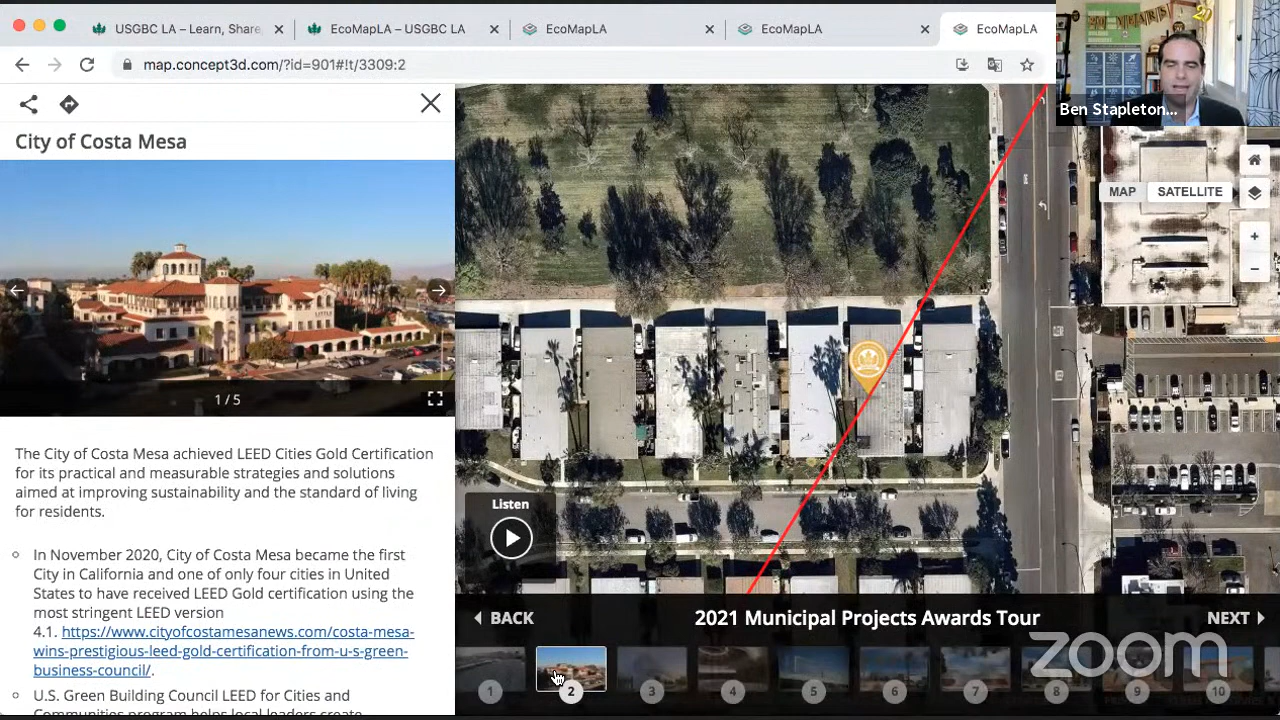 USGBC LA – Learn, Share,
EcoMapLA - USGBC LA
EcoMapLA
EcoMapLA
EcoMapLA
map.concept3d.com/?id=901#!t/3309:2
YEARS
Ben Stapleton...
City of Costa Mesa
MAP
SATELLITE
1 / 5
The City of Costa Mesa achieved LEED Cities Gold Certification
for its practical and measurable strategies and solutions
aimed at improving sustainability and the standard of living
for residents.
In November 2020, City of Costa Mesa became the first
City in California and one of only four cities in United
States to have received LEED Gold certification using the
most stringent LEED version
4.1. https://www.cityofcostamesanews.com/costa-mesa-
wins-prestigious-leed-gold-certification-from-u-s-green-
business-council/.
U.S. Green Building Council LEED for Cities and
Communities program helps local leaders create
Listen
BACK
2021 Municipal Projects Awards Tour
NEXT
1
2
3
4
5
6
7
8
9
10
zoom